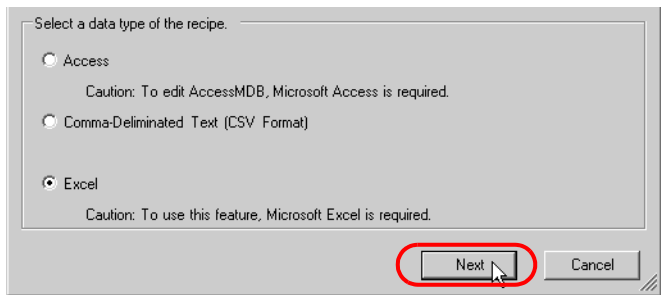 Select a data type of the recipe.
Access
Caution: To edit AccessMDB, Microsoft Access is required.
Comma-Deliminated Text (CSV Format)
Excel
Caution: To use this feature, Microsoft Excel is required.
Next Cancel